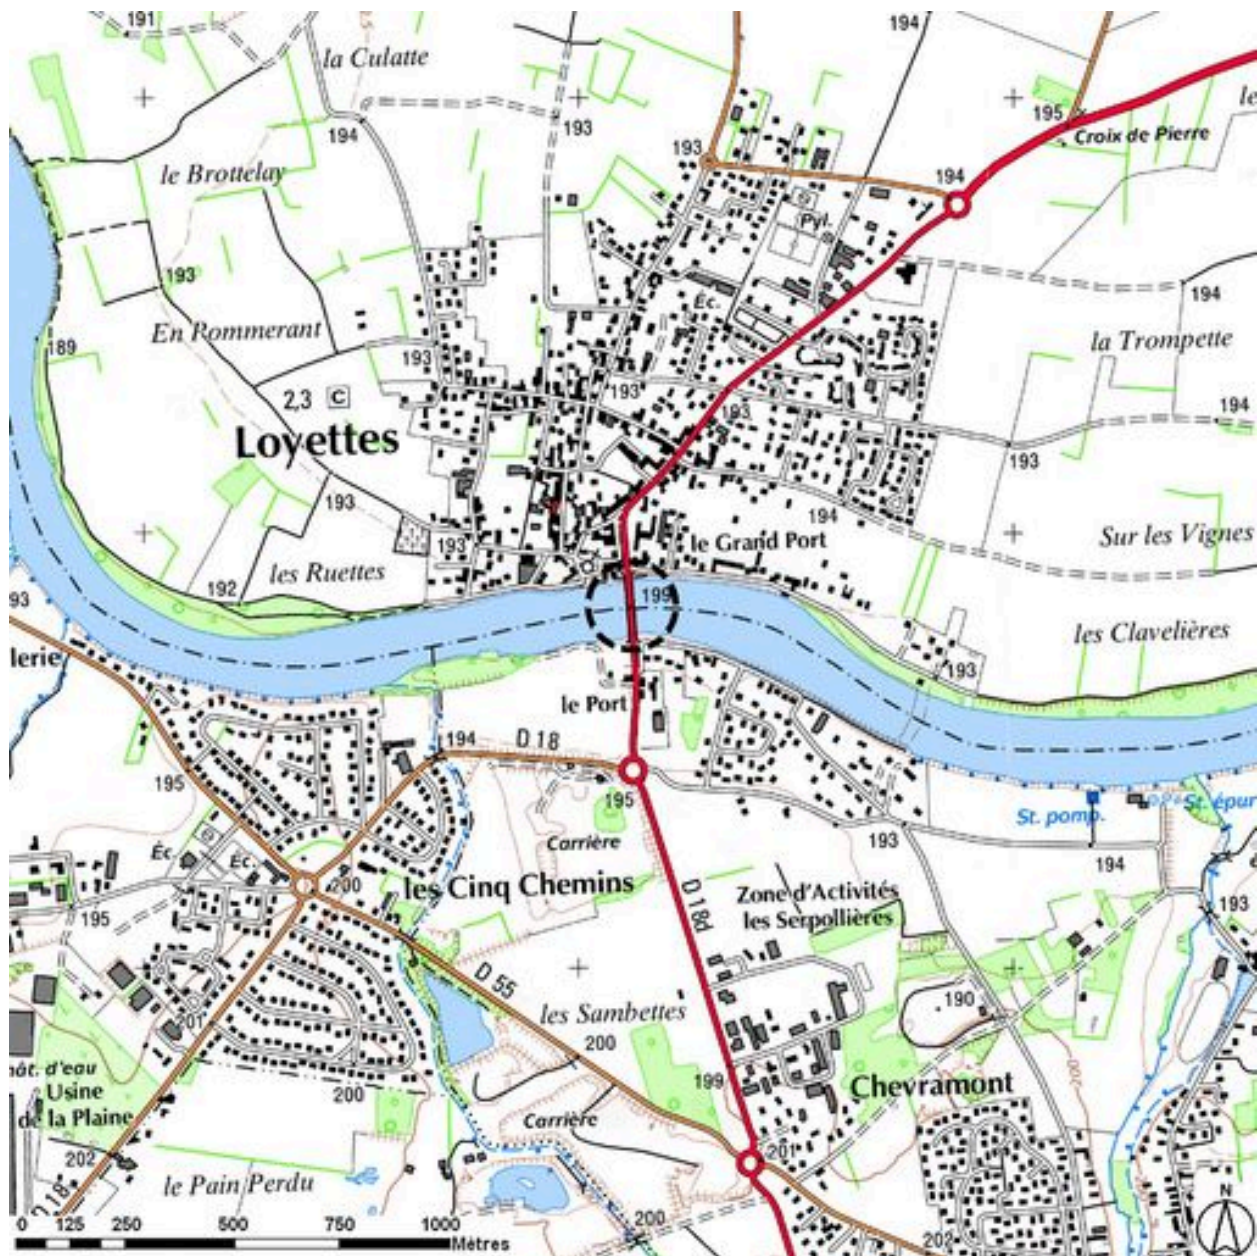 191
194
la Culatte
194
193
193
195
Croix de Pierre
le Brottelay
194
Pyl.
193
194
Éc.
En Pommerant
189
la Trompette
193
2,3 C
193
193
194
Loyettes
193
193
194
Sur les Vignes
193
le Grand Port
les Ruettes
192
199
93
les Clavelières
193
lerie
le Port
D 18
194
195
195
St. épur
St. pomp.
193
194
Carrière
Éc.
Éc.
200
les Cinq Chemins
D 18d
Zone d'Activités
les Serpollières
195
193
D 55
190
les Sambettes
201
200
ât. d'eau
Usine
de la Plaine
200
199
Chevramont
200
Carrière
202
201
le Pain Perdu
D 18
200
202
N
0 125 250 500 750 1000
Mètres